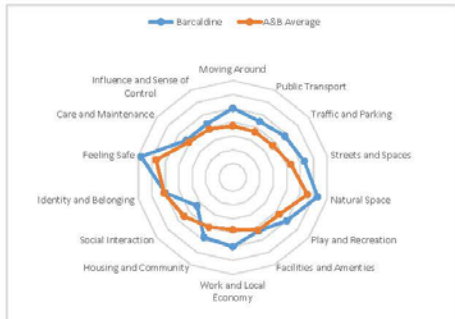 Barcaldine
A&B Average
Moving Around
Public Transport
Traffic and Parking
Streets and Spaces
Natural Space
Play and Recreation
Facilities and Amenties
Work and Local
Economy
Housing and Community
Social Interaction
Identity and Belonging
Feeling Safe
Care and Maintenance
Influence and Sense of
Control